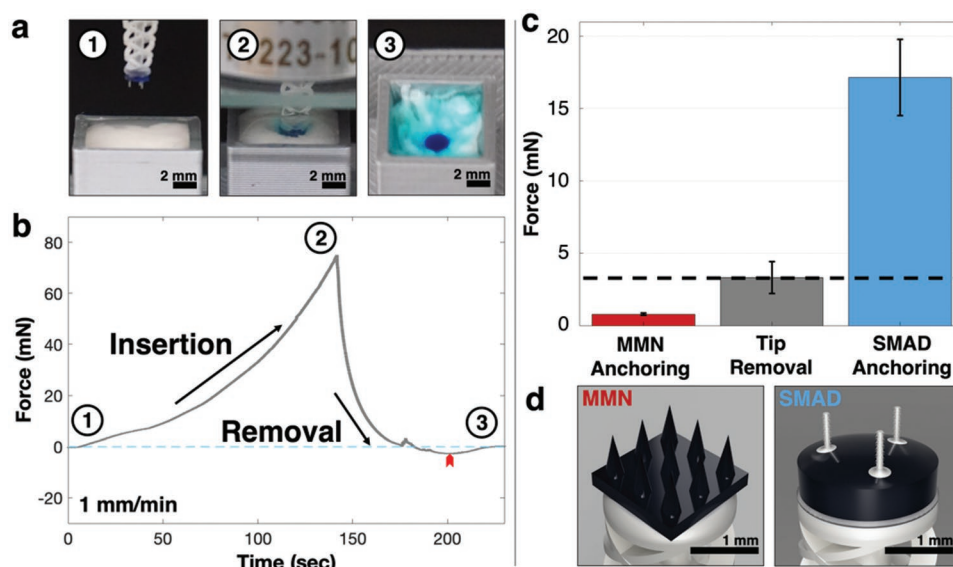 a
1
2
3
11223-10
2 mm
2 mm
2 mm
b
80
60
40
20
0
-20
Force (mN)
1
2
3
Insertion
Removal
1 mm/min
0
50
100
150
200
Time (sec)
c
20
15
10
5
0
Force (mN)
MMN
Anchoring
Tip
Removal
SMAD
Anchoring
d
MMN
1 mm
SMAD
1 mm